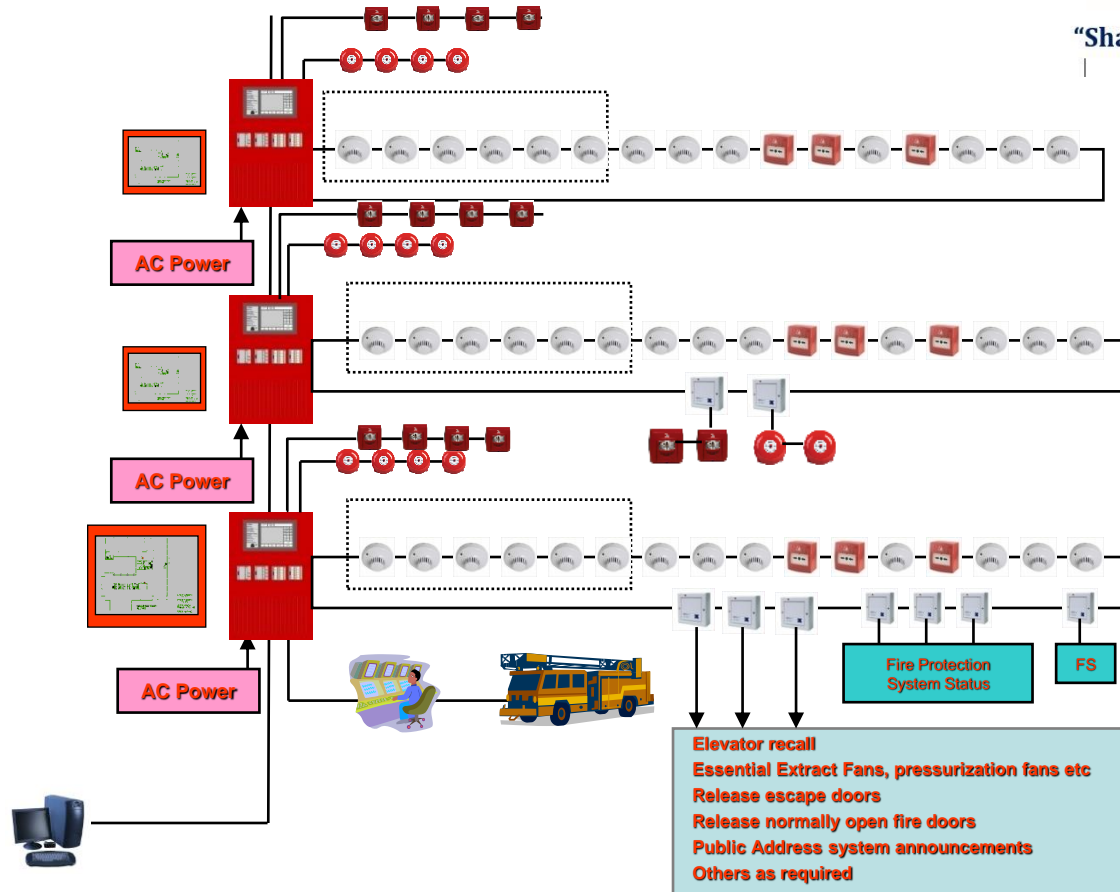 “Sha
AC Power
AC Power
AC Power
Fire Protection
System Status
FS
Elevator recall
Essential Extract Fans, pressurization fans etc
Release escape doors
Release normally open fire doors
Public Address system announcements
Others as required